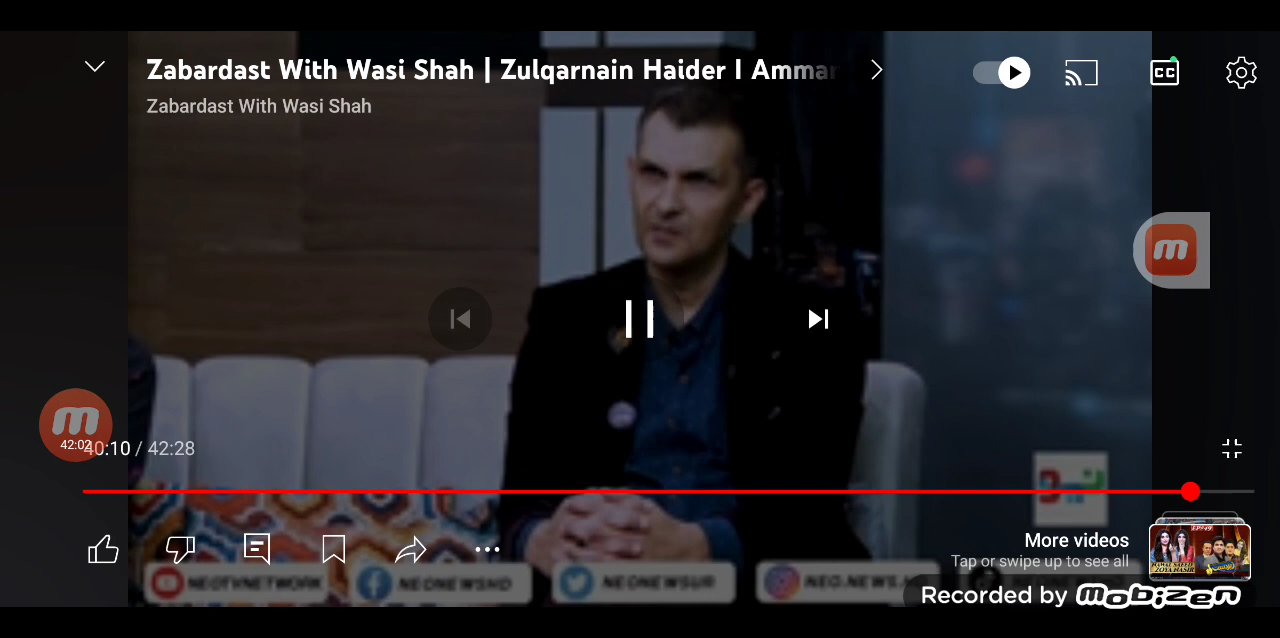 Zabardast With Wasi Shah | Zulqarnain Haider I Ammar
Zabardast With Wasi Shah
CC
42:02
40:10 / 42:28
More videos
Tap or swipe up to see all
NEOTVNETWORK
NEONEWSHD
NEONEWSUR
NEO.NEWS.
Recorded by mobizen